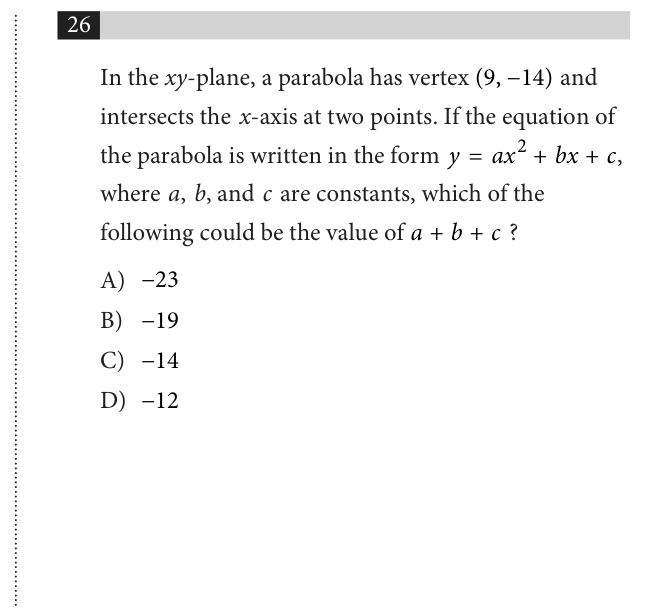 26
In the xy-plane, a parabola has vertex (9, −14) and
intersects the x-axis at two points. If the equation of
the parabola is written in the form y = ax² + bx + c,
where a, b, and c are constants, which of the
following could be the value of a + b + c ?
A) −23
B) −19
C) −14
D) −12